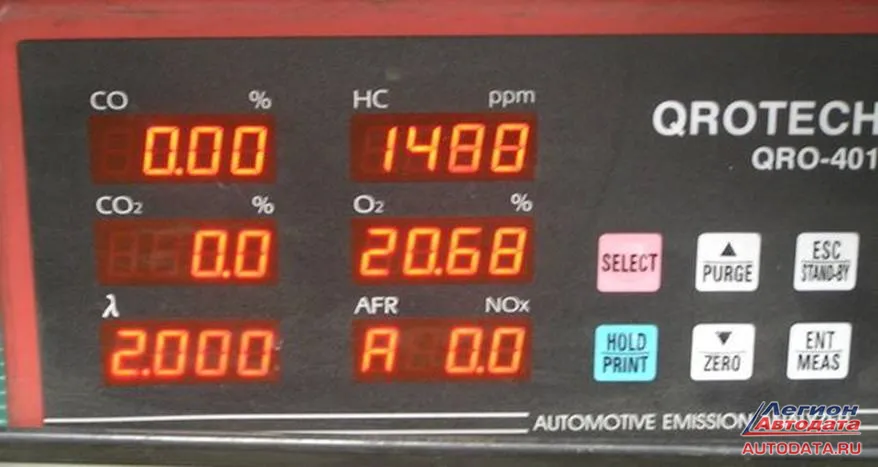 CO % HC ppm
0.00 1488
QROTECH
QRO-401
CO2 % O2 %
0.0 20.68
SELECT ▲ PURGE ESC STAND-BY
λ AFR NOx
2.000 A 0.0
HOLD PRINT ▼ ZERO ENT MEAS
AUTOMOTIVE EMISSION ANALYZER
Легион
Автодата
AUTODATA.RU